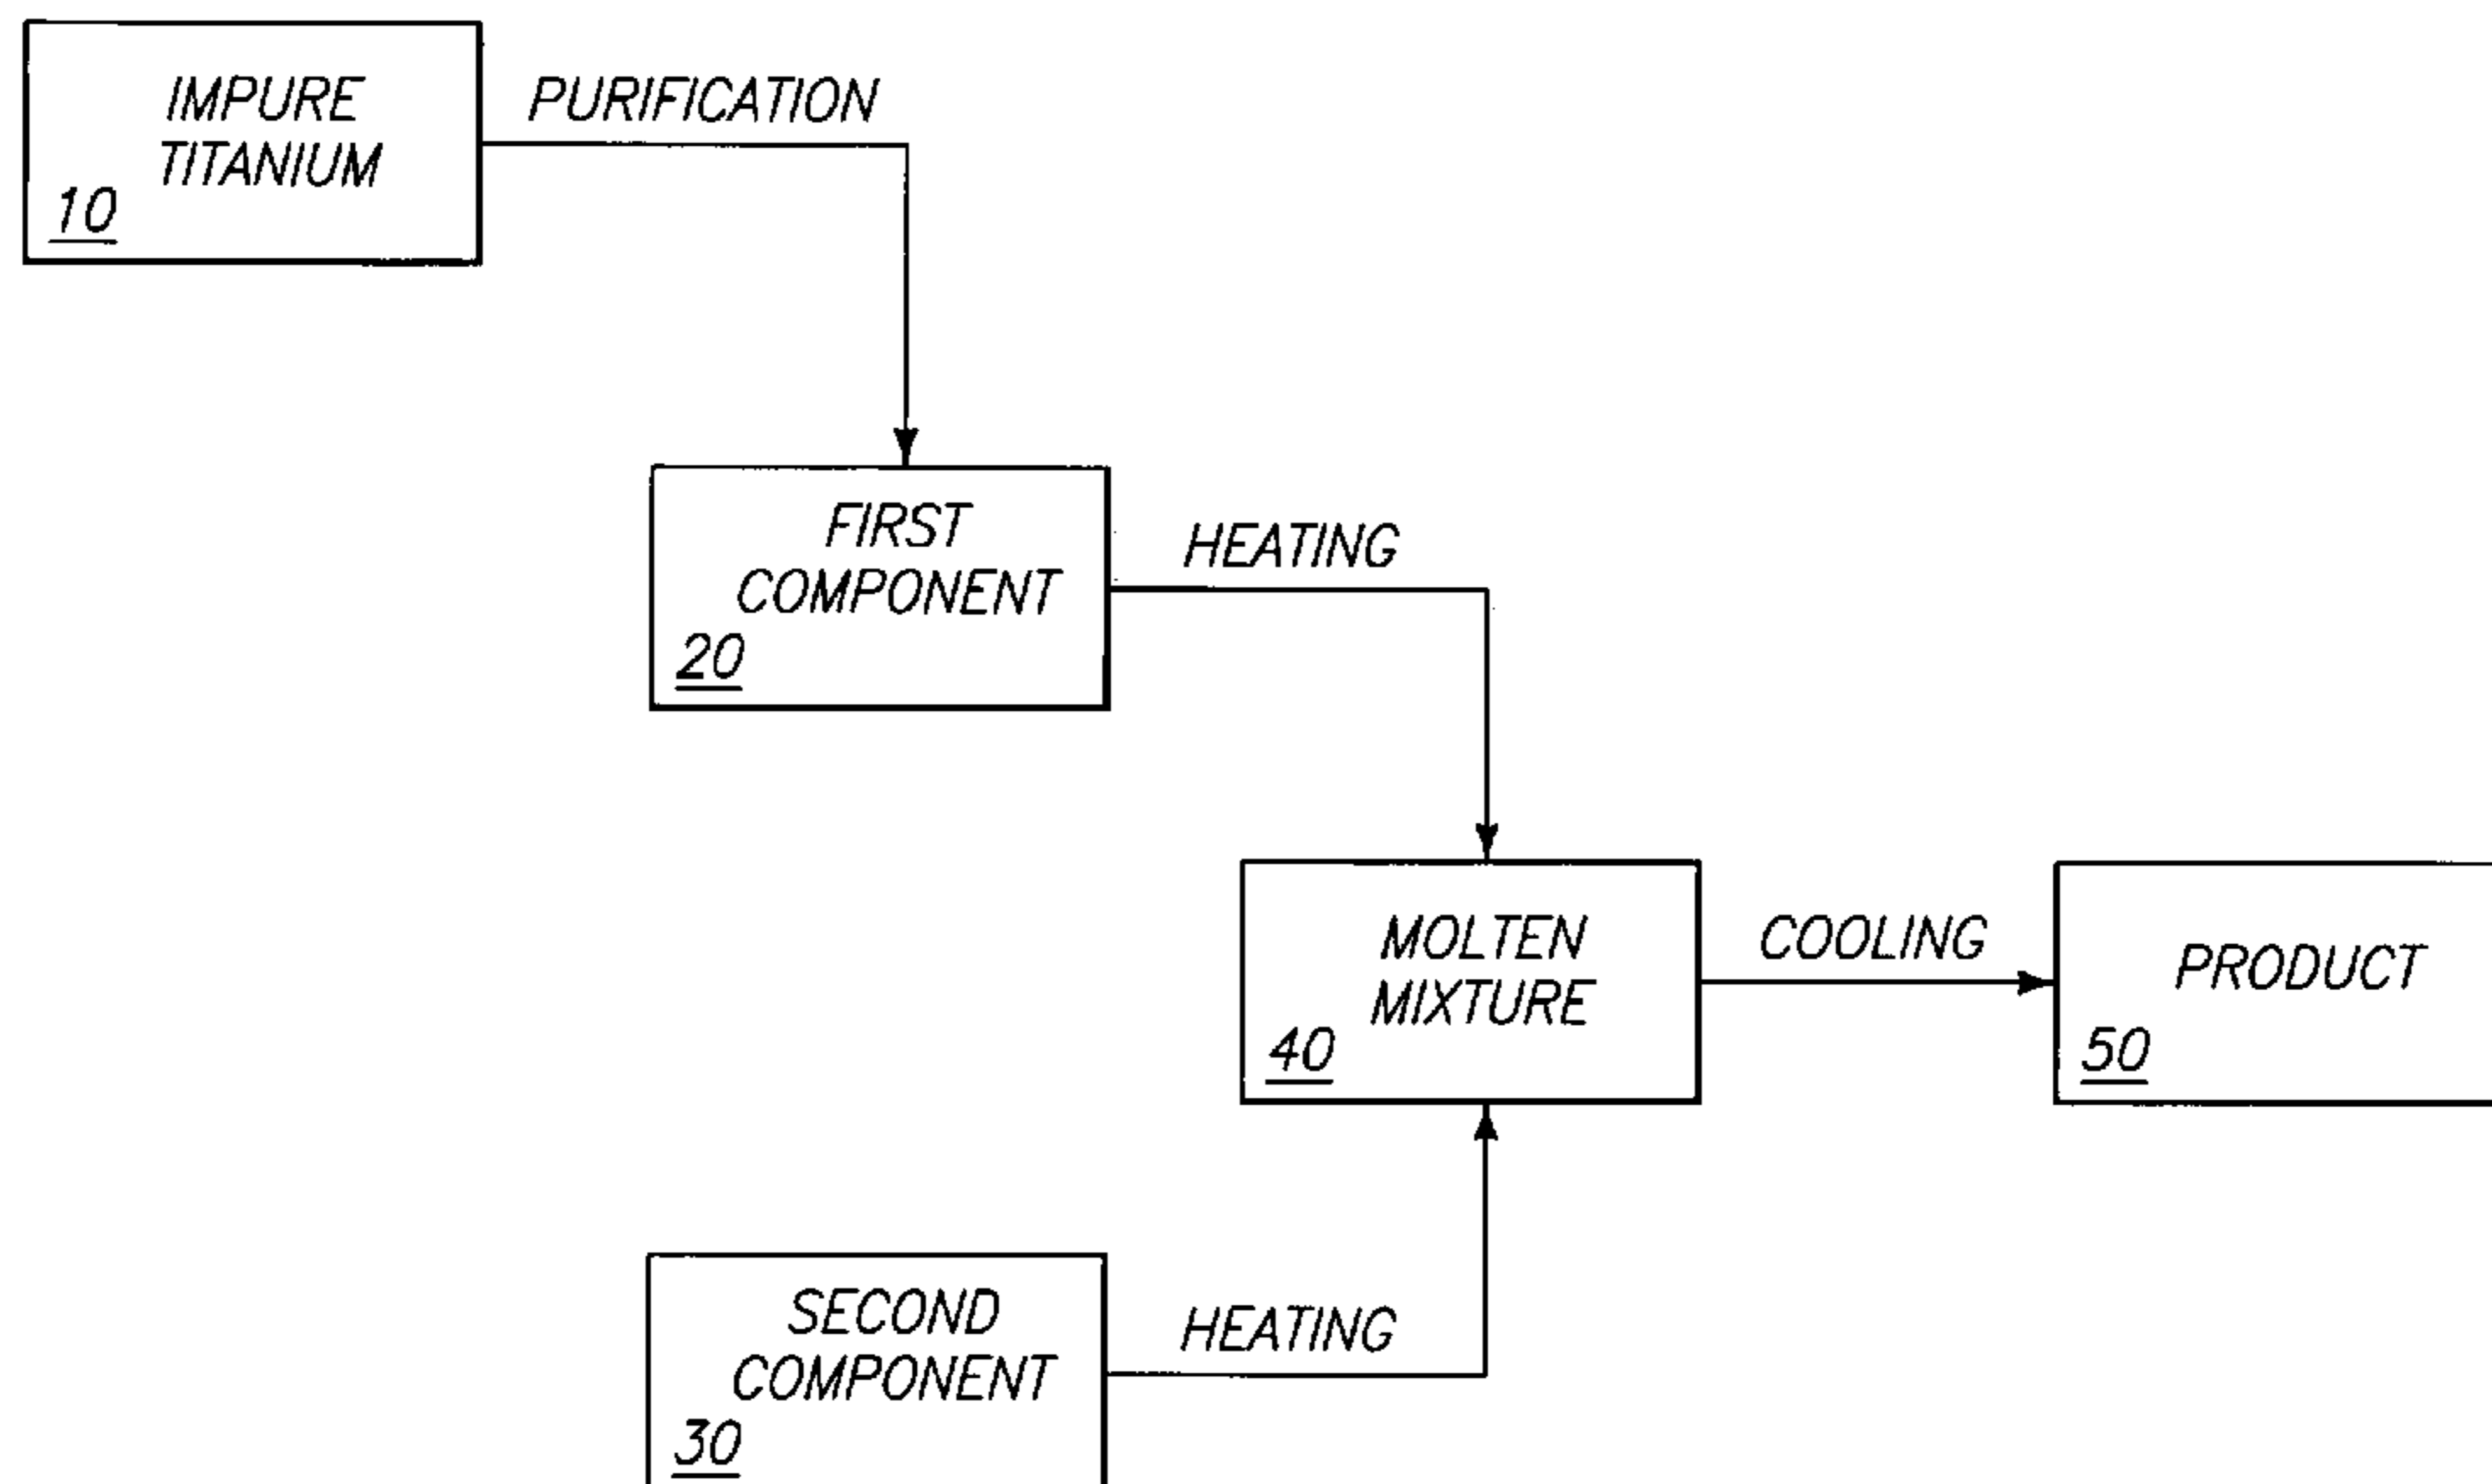 IMPURE
TITANIUM
10
PURIFICATION
FIRST
COMPONENT
20
HEATING
MOLTEN
MIXTURE
40
COOLING
PRODUCT
50
SECOND
COMPONENT
30
HEATING